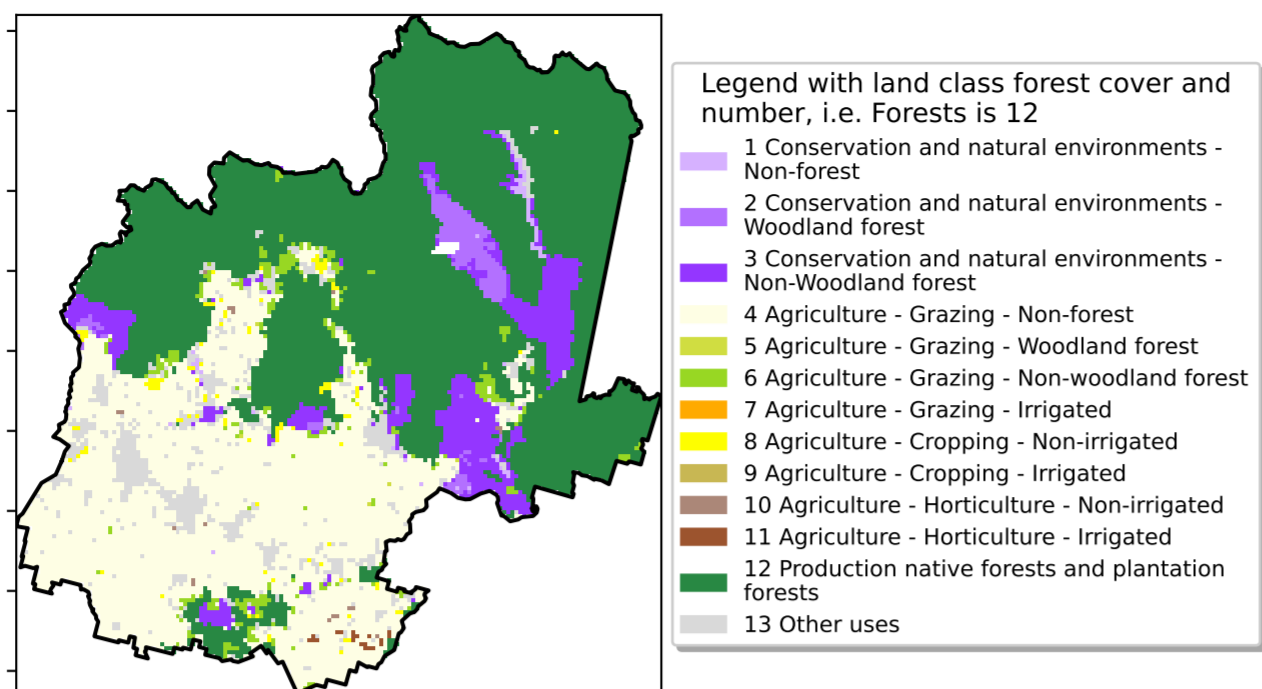 Legend with land class forest cover and
number, i.e. Forests is 12
1 Conservation and natural environments -
Non-forest
2 Conservation and natural environments -
Woodland forest
3 Conservation and natural environments -
Non-Woodland forest
4 Agriculture - Grazing - Non-forest
5 Agriculture - Grazing - Woodland forest
6 Agriculture - Grazing - Non-woodland forest
7 Agriculture - Grazing - Irrigated
8 Agriculture - Cropping - Non-irrigated
9 Agriculture - Cropping - Irrigated
10 Agriculture - Horticulture - Non-irrigated
11 Agriculture - Horticulture - Irrigated
12 Production native forests and plantation
forests
13 Other uses